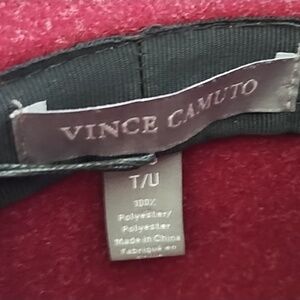 VINCE CAMUTO
T/U
100%
Polyester/
Polyester
Made in China
Fabriqué en